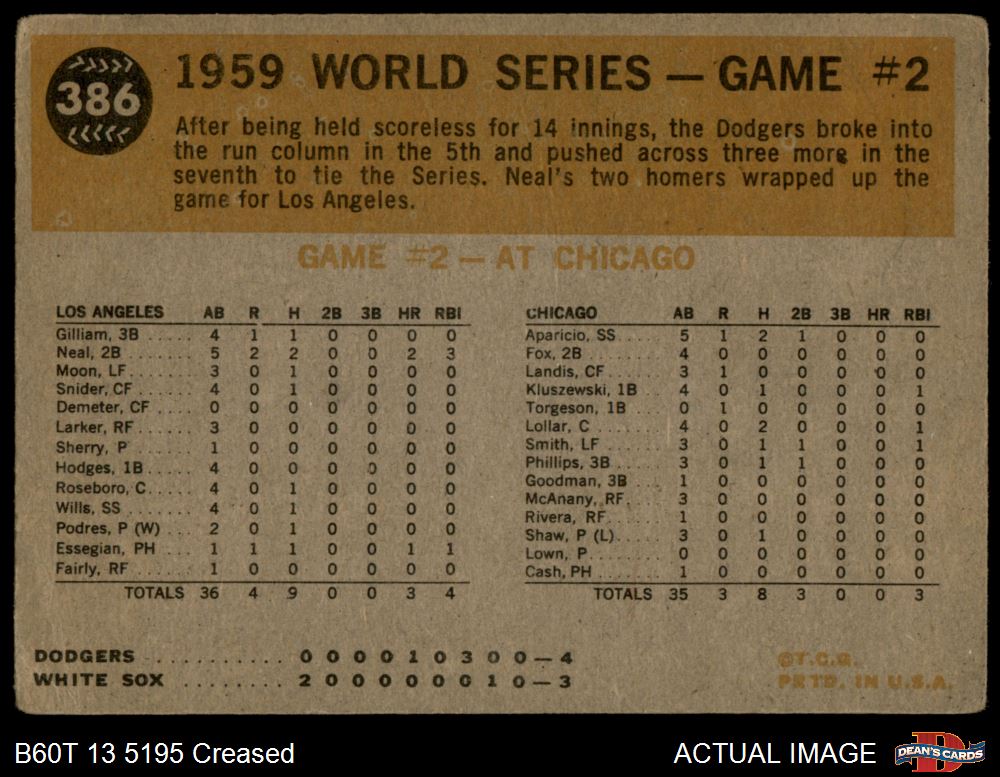 386
1959 WORLD SERIES — GAME #2
After being held scoreless for 14 innings, the Dodgers broke into
the run column in the 5th and pushed across three more in the
seventh to tie the Series. Neal's two homers wrapped up the
game for Los Angeles.
GAME #2 — AT CHICAGO
LOS ANGELES AB R H 2B 3B HR RBI
Gilliam, 3B ..... 4 1 1 0 0 0 0
Neal, 2B ....... 5 2 2 0 0 2 3
Moon, LF ....... 3 0 1 0 0 0 0
Snider, CF ...... 4 0 1 0 0 0 0
Demeter, CF .... 0 0 0 0 0 0 0
Larker, RF ...... 3 0 0 0 0 0 0
Sherry, P ...... 1 0 0 0 0 0 0
Hodges, 1B ..... 4 0 0 0 0 0 0
Roseboro, C ..... 4 0 1 0 0 0 0
Wills, SS ....... 4 0 1 0 0 0 0
Podres, P (W) ... 2 0 1 0 0 0 0
Essegian, PH ... 1 1 1 0 0 1 1
Fairly, RF ...... 1 0 0 0 0 0 0
TOTALS 36 4 9 0 0 3 4
CHICAGO AB R H 2B 3B HR RBI
Aparicio, SS ..... 5 1 2 1 0 0 0
Fox, 2B ........ 4 0 0 0 0 0 0
Landis, CF ...... 3 1 0 0 0 0 0
Kluszewski, 1B .. 4 0 1 0 0 0 1
Torgeson, 1B ... 0 1 0 0 0 0 0
Lollar, C ....... 4 0 2 0 0 0 1
Smith, LF ....... 3 0 1 1 0 0 1
Phillips, 3B ..... 3 0 1 1 0 0 0
Goodman, 3B ... 1 0 0 0 0 0 0
McAnany, RF .... 3 0 0 0 0 0 0
Rivera, RF ...... 1 0 0 0 0 0 0
Shaw, P (L) ..... 3 0 1 0 0 0 0
Lown, P ........ 0 0 0 0 0 0 0
Cash, PH ....... 1 0 0 0 0 0 0
TOTALS 35 3 8 3 0 0 3
DODGERS .......... 0 0 0 0 1 0 3 0 0 — 4
WHITE SOX ........ 2 0 0 0 0 0 0 1 0 — 3
©T.C.G.
PRTD. IN U.S.A.
B60T 13 5195 Creased
ACTUAL IMAGE
DEAN'S CARDS